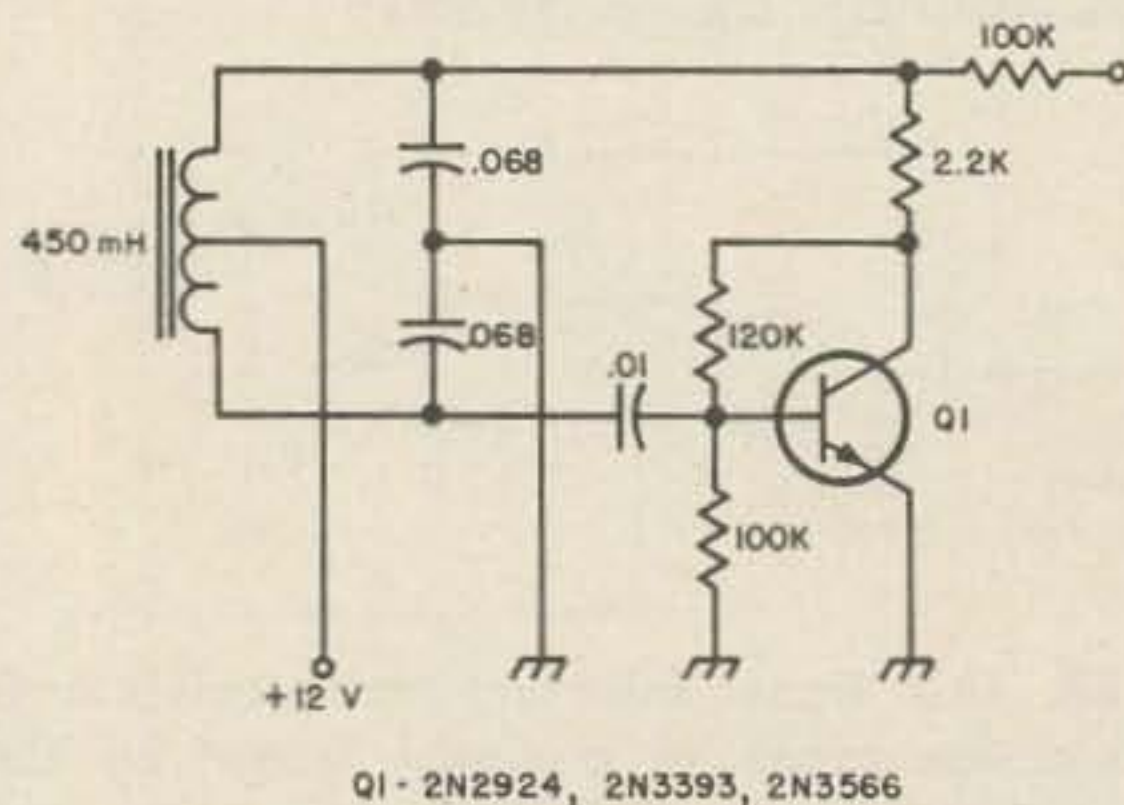 100K
.068
2.2K
450 mH
.068
120K
.01
Q1
100K
+12 V
Q1 - 2N2924, 2N3393, 2N3566